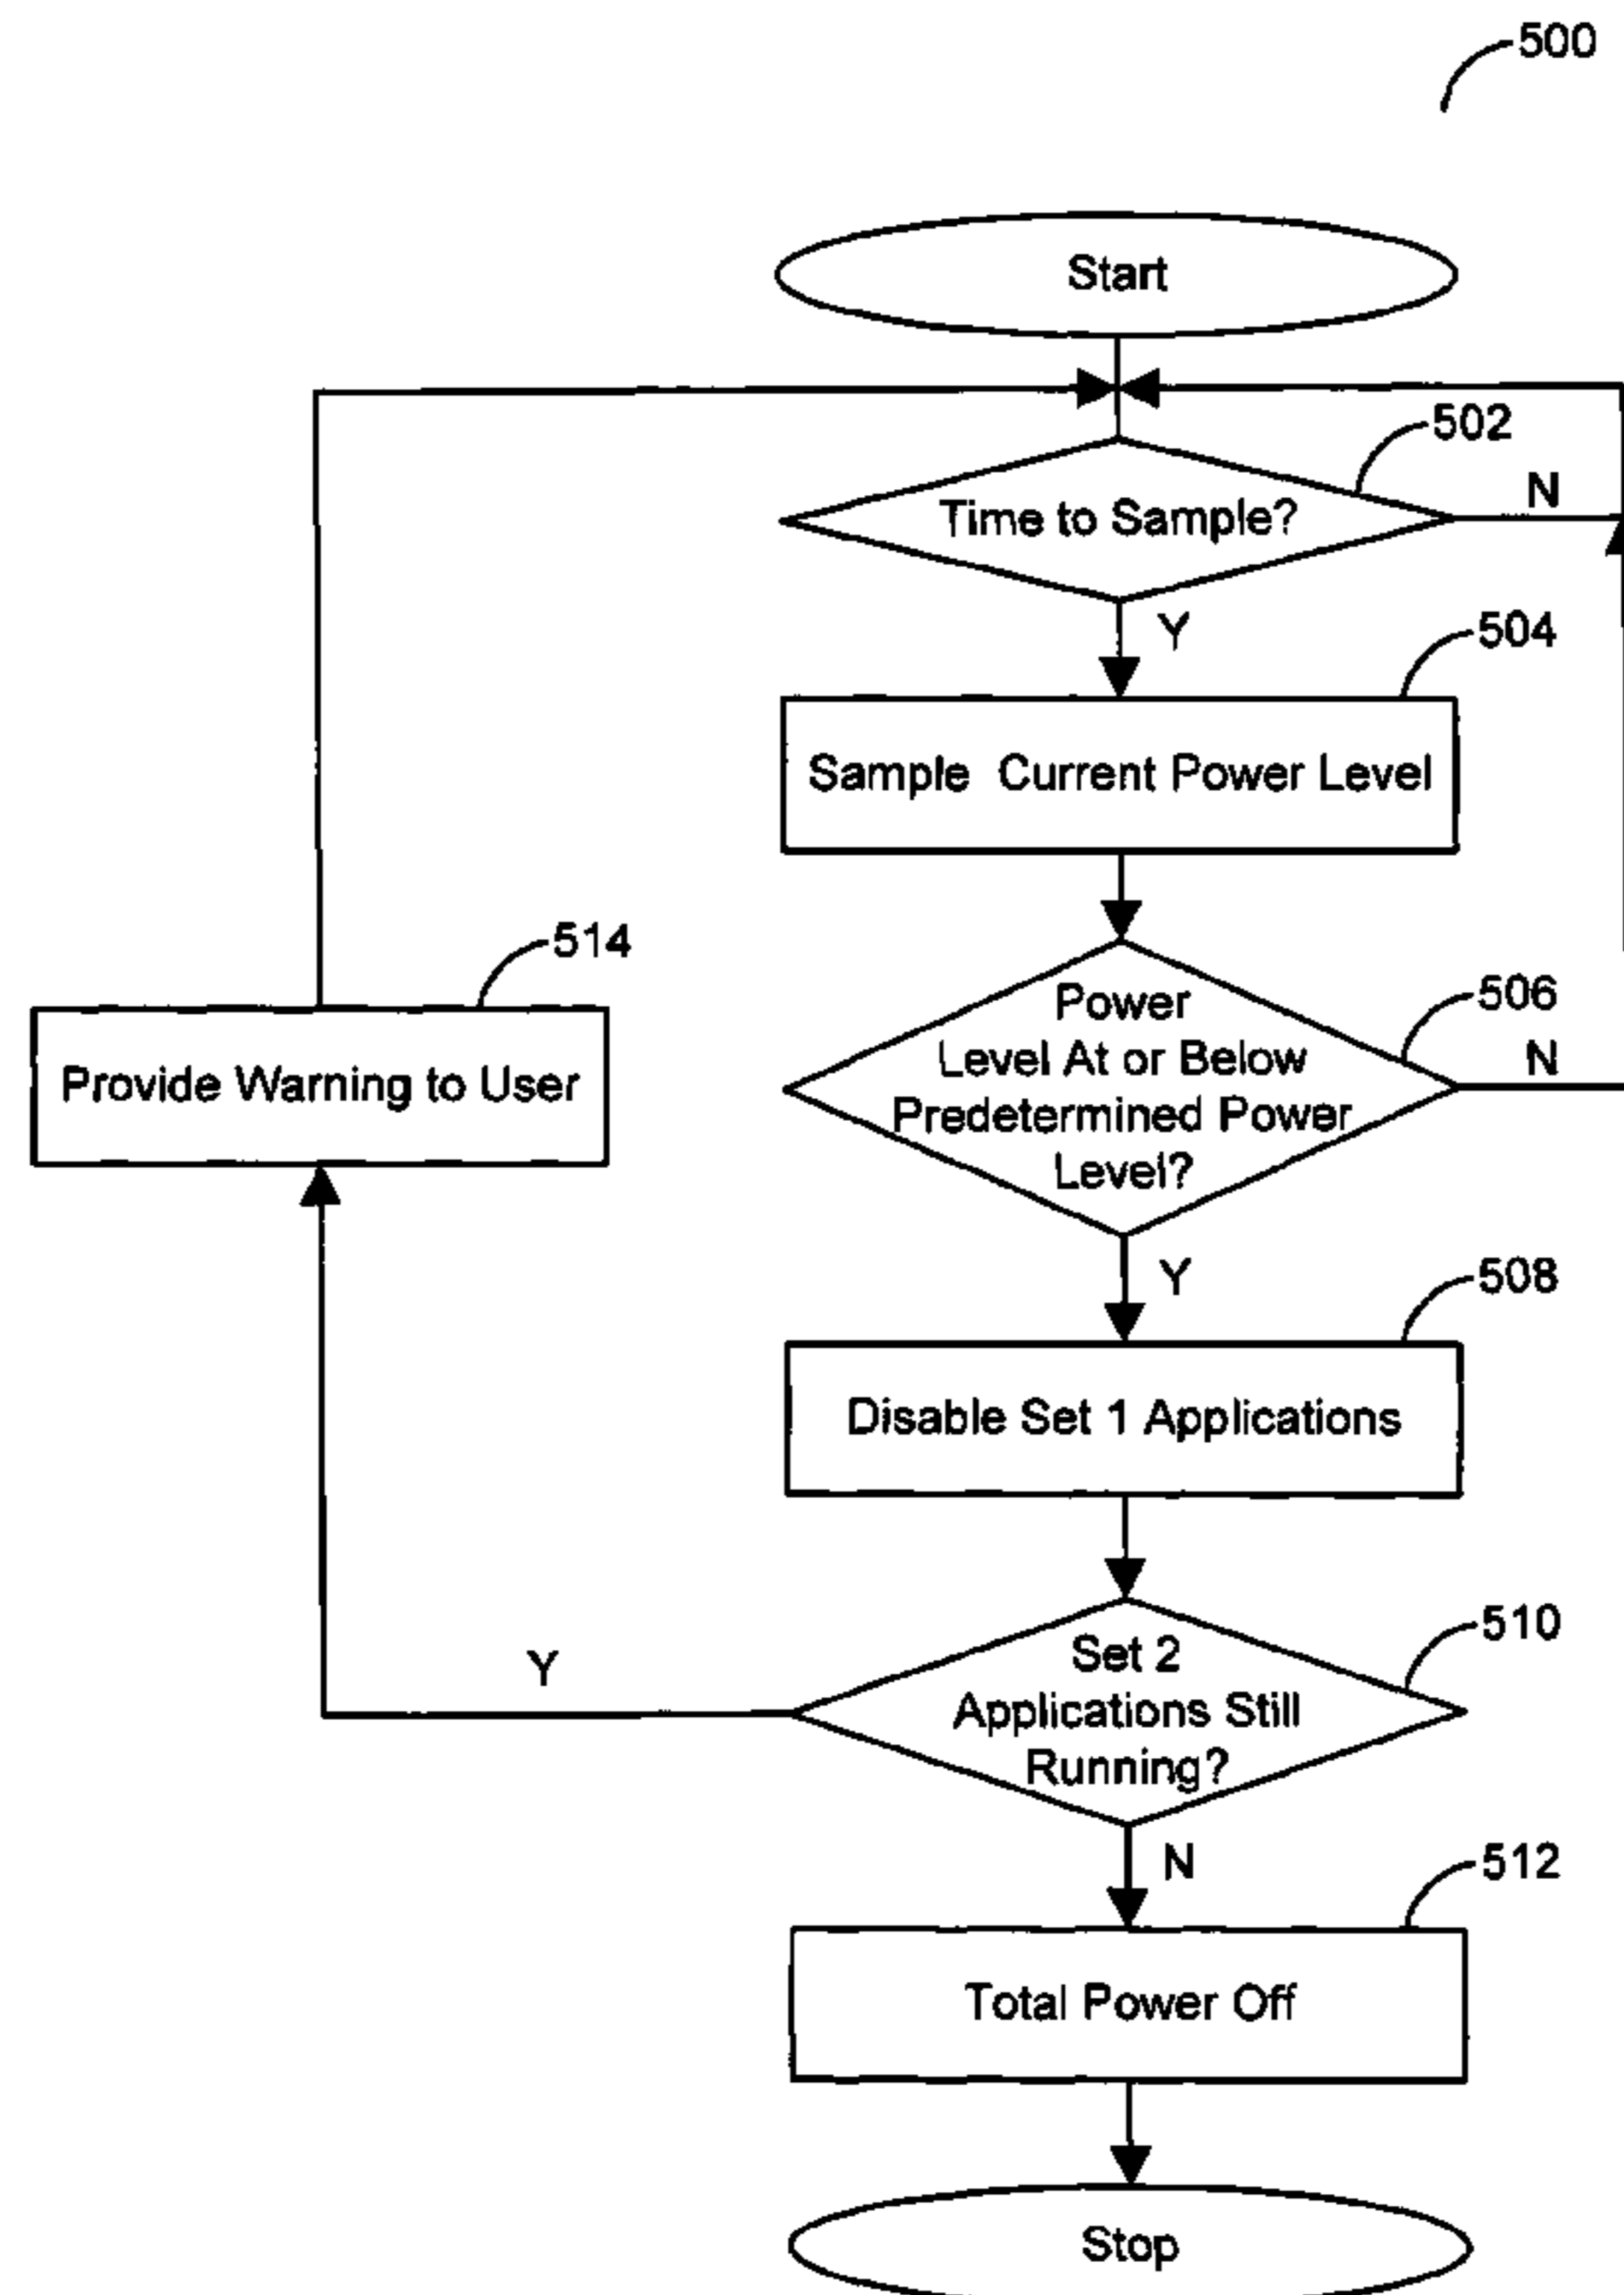 500
Start
502
Time to Sample?
N
Y
504
Sample Current Power Level
514
Provide Warning to User
506
Power
Level At or Below
Predetermined Power
Level?
N
Y
508
Disable Set 1 Applications
510
Set 2
Applications Still
Running?
Y
N
512
Total Power Off
Stop